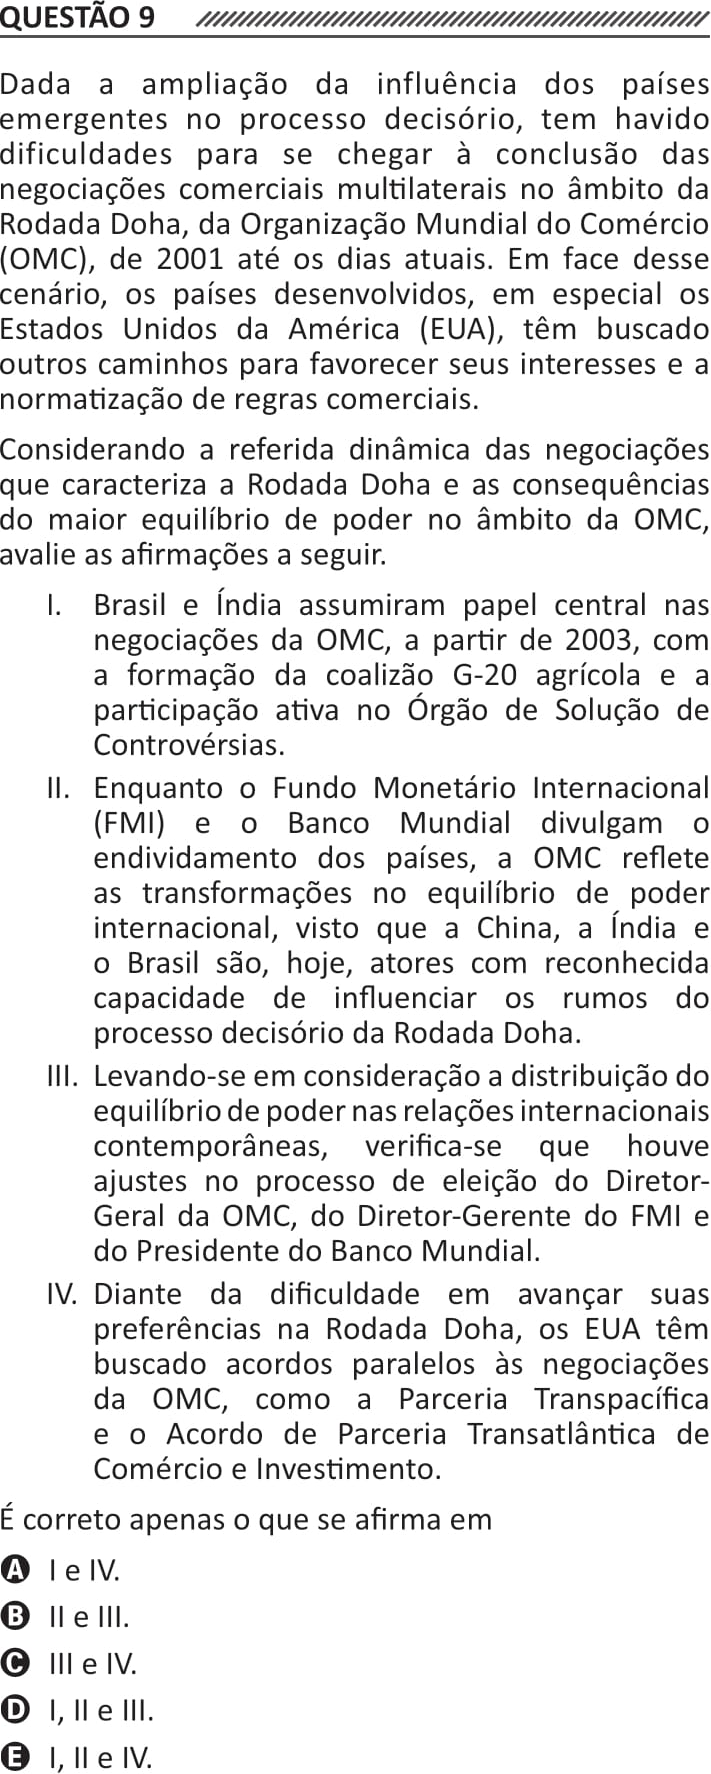 QUESTÃO 9
Dada a ampliação da influência dos países
emergentes no processo decisório, tem havido
dificuldades para se chegar à conclusão das
negociações comerciais multilaterais no âmbito da
Rodada Doha, da Organização Mundial do Comércio
(OMC), de 2001 até os dias atuais. Em face desse
cenário, os países desenvolvidos, em especial os
Estados Unidos da América (EUA), têm buscado
outros caminhos para favorecer seus interesses e a
normatização de regras comerciais.
Considerando a referida dinâmica das negociações
que caracteriza a Rodada Doha e as consequências
do maior equilíbrio de poder no âmbito da OMC,
avalie as afirmações a seguir.
I. Brasil e Índia assumiram papel central nas
negociações da OMC, a partir de 2003, com
a formação da coalizão G-20 agrícola e a
participação ativa no Órgão de Solução de
Controvérsias.
II. Enquanto o Fundo Monetário Internacional
(FMI) e o Banco Mundial divulgam o
endividamento dos países, a OMC reflete
as transformações no equilíbrio de poder
internacional, visto que a China, a Índia e
o Brasil são, hoje, atores com reconhecida
capacidade de influenciar os rumos do
processo decisório da Rodada Doha.
III. Levando-se em consideração a distribuição do
equilíbrio de poder nas relações internacionais
contemporâneas, verifica-se que houve
ajustes no processo de eleição do Diretor-
Geral da OMC, do Diretor-Gerente do FMI e
do Presidente do Banco Mundial.
IV. Diante da dificuldade em avançar suas
preferências na Rodada Doha, os EUA têm
buscado acordos paralelos às negociações
da OMC, como a Parceria Transpacífica
e o Acordo de Parceria Transatlântica de
Comércio e Investimento.
É correto apenas o que se afirma em
A I e IV.
B II e III.
C III e IV.
D I, II e III.
E I, II e IV.